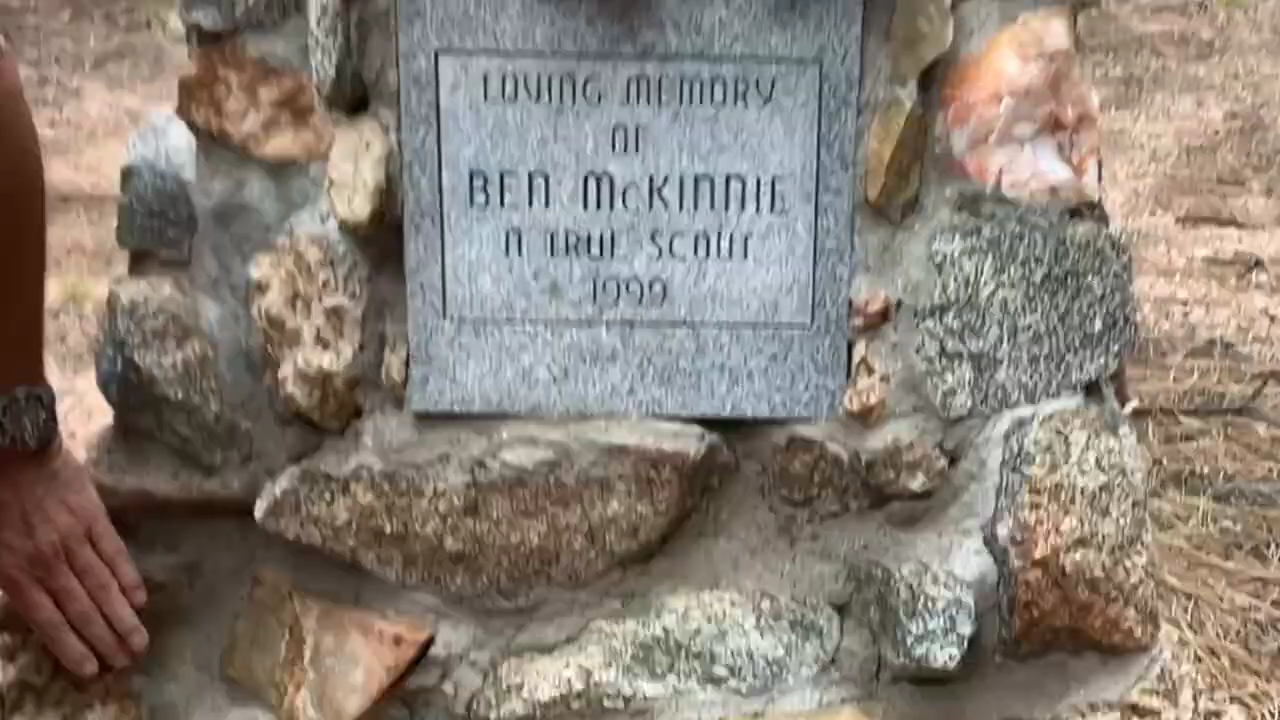 LOVING MEMORY
OF
BEN McKINNIE
A TRUE SCOUT
1999